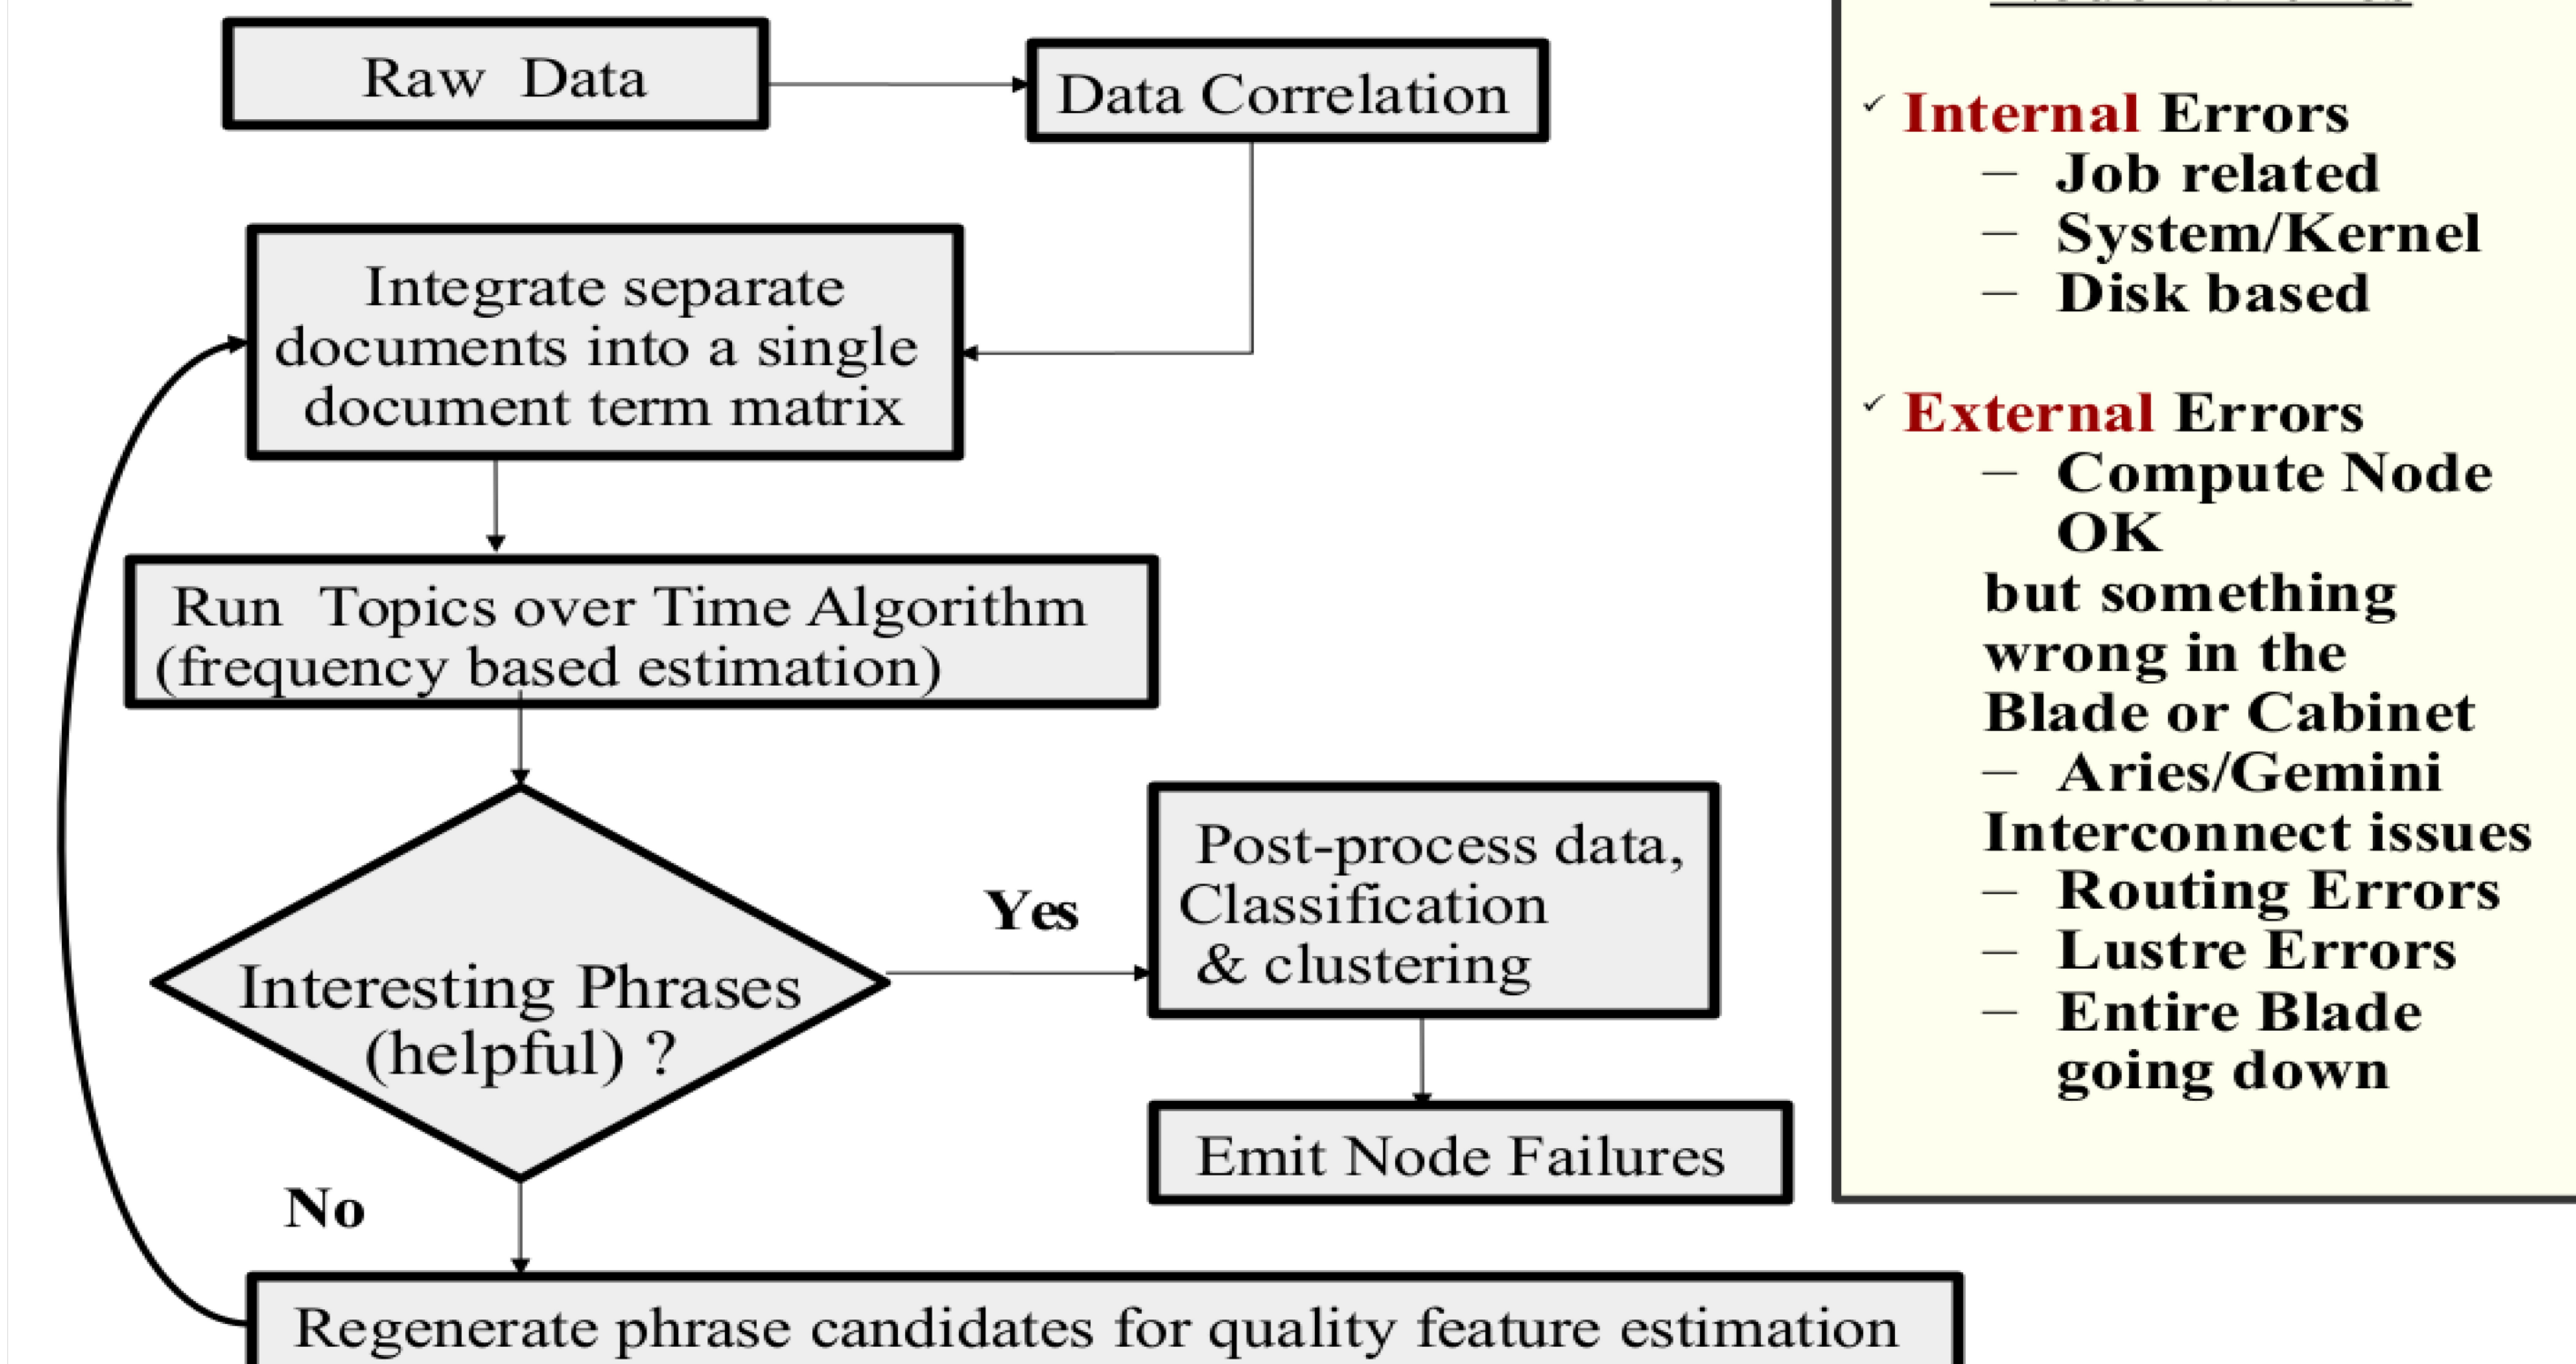 Raw Data
Data Correlation
Integrate separate
documents into a single
document term matrix
Run Topics over Time Algorithm
(frequency based estimation)
Interesting Phrases
(helpful) ?
Yes
Post-process data,
Classification
& clustering
Emit Node Failures
No
Regenerate phrase candidates for quality feature estimation
✓ Internal Errors
– Job related
– System/Kernel
– Disk based
✓ External Errors
– Compute Node
OK
but something
wrong in the
Blade or Cabinet
– Aries/Gemini
Interconnect issues
– Routing Errors
– Lustre Errors
– Entire Blade
going down